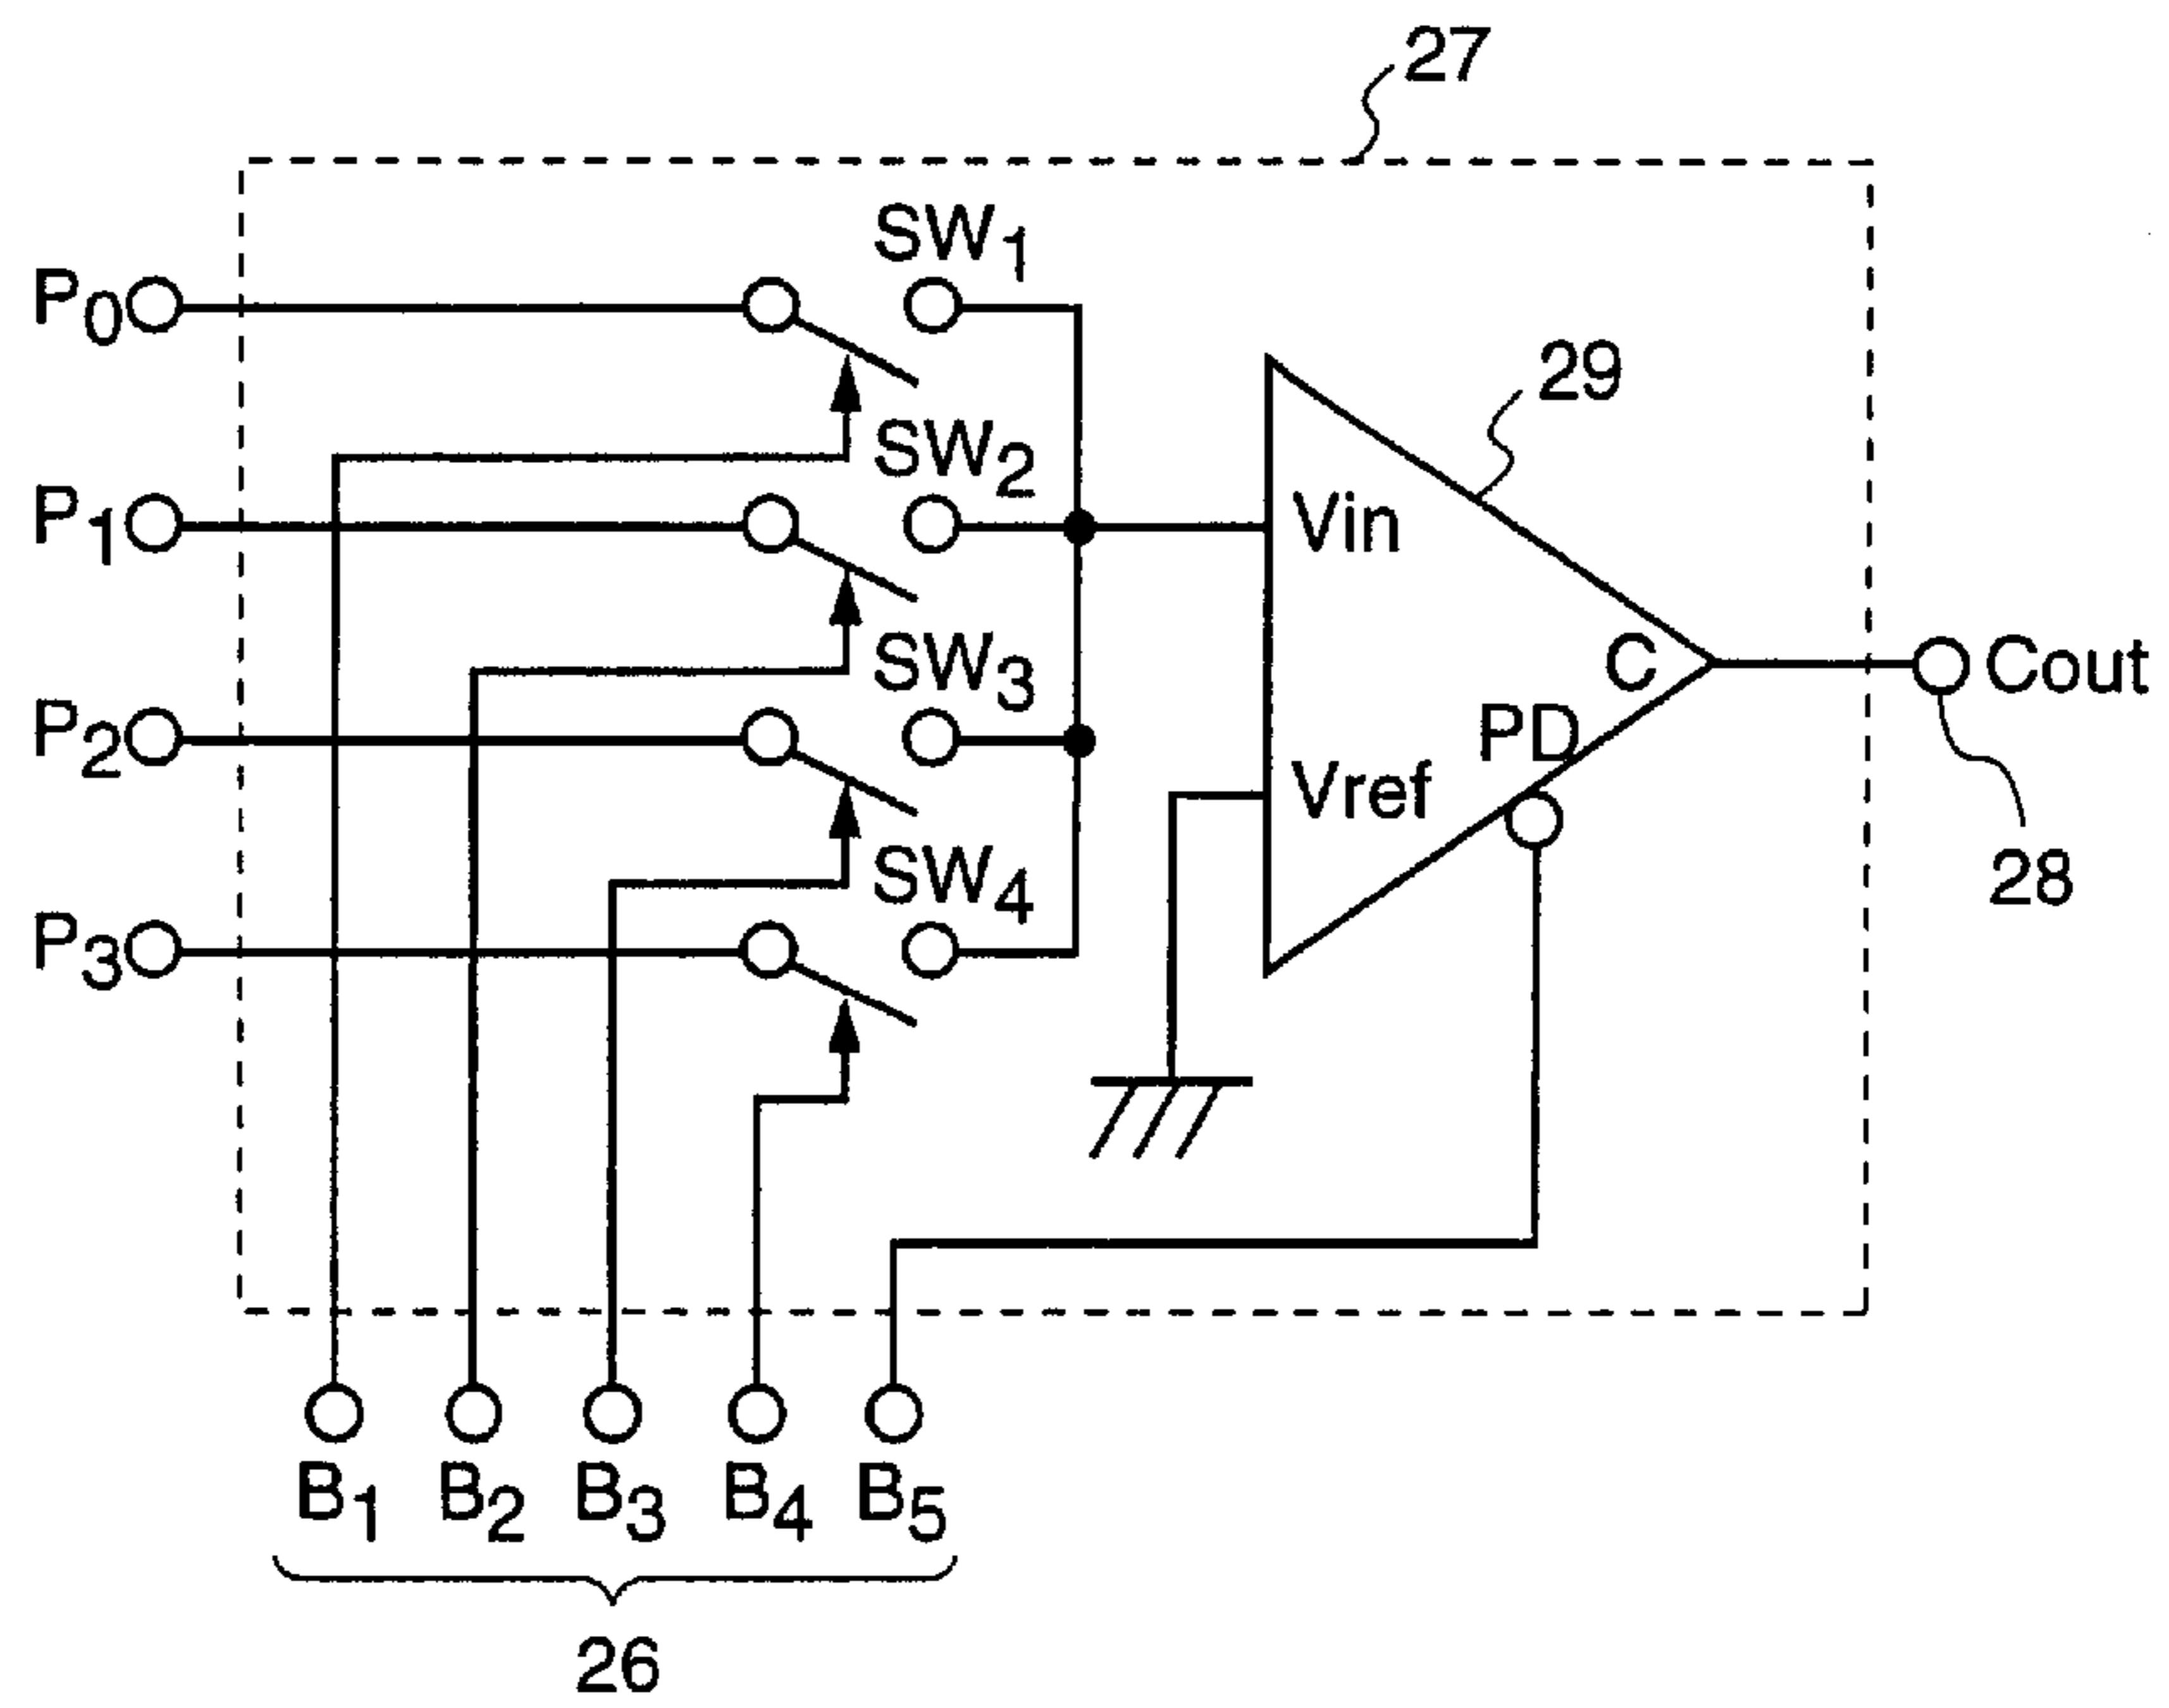 27
SW₁
P₀
29
SW₂
P₁
Vin
SW₃
C
Cout
P₂
PD
Vref
SW₄
28
P₃
B₁ B₂ B₃ B₄ B₅
26